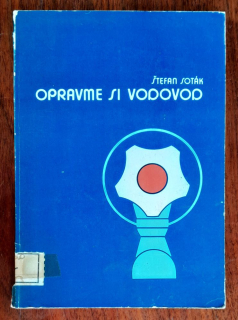 ŠTEFAN SOTÁK
OPRAVME SI VODOVOD